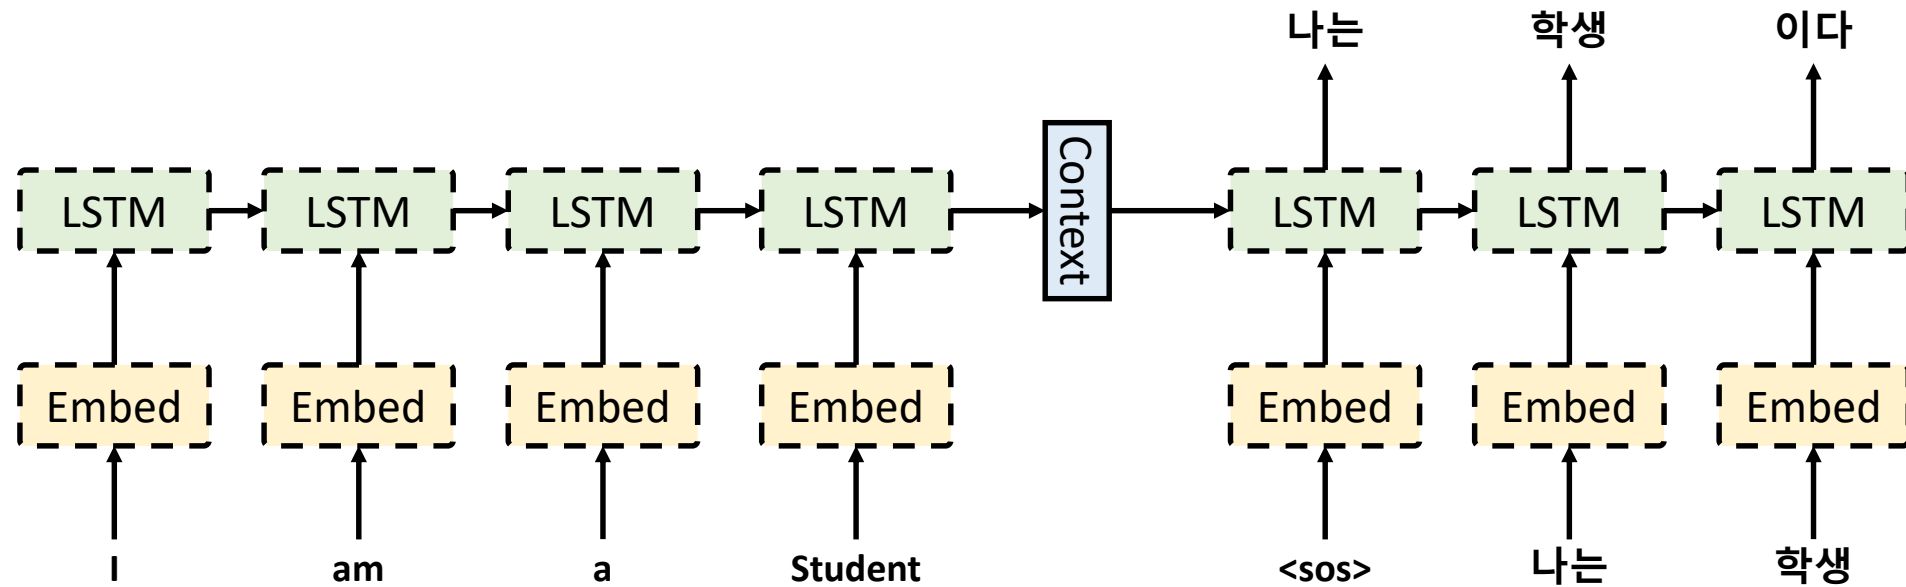 나는 학생 이다
Context
LSTM LSTM LSTM LSTM LSTM LSTM LSTM
Embed Embed Embed Embed Embed Embed Embed
I am a Student <sos> 나는 학생